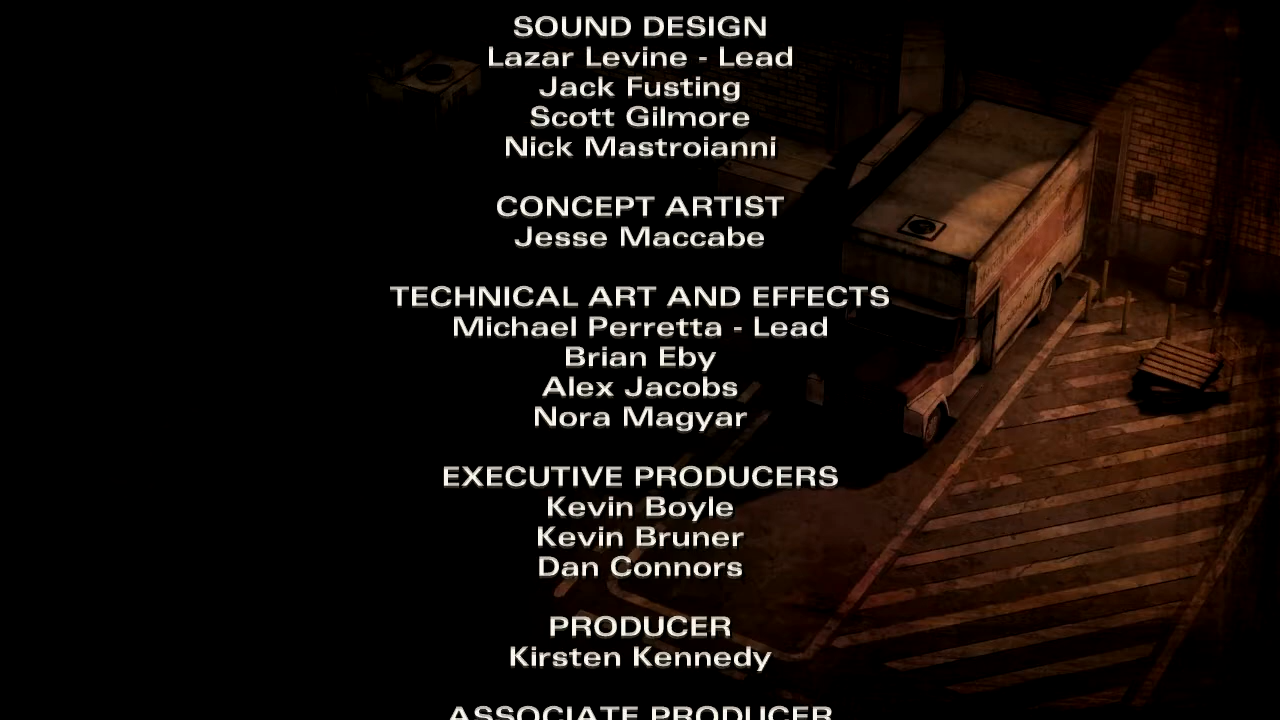 SOUND DESIGN
Lazar Levine - Lead
Jack Fusting
Scott Gilmore
Nick Mastroianni
CONCEPT ARTIST
Jesse Maccabe
TECHNICAL ART AND EFFECTS
Michael Perretta - Lead
Brian Eby
Alex Jacobs
Nora Magyar
EXECUTIVE PRODUCERS
Kevin Boyle
Kevin Bruner
Dan Connors
PRODUCER
Kirsten Kennedy
ASSOCIATE PRODUCER